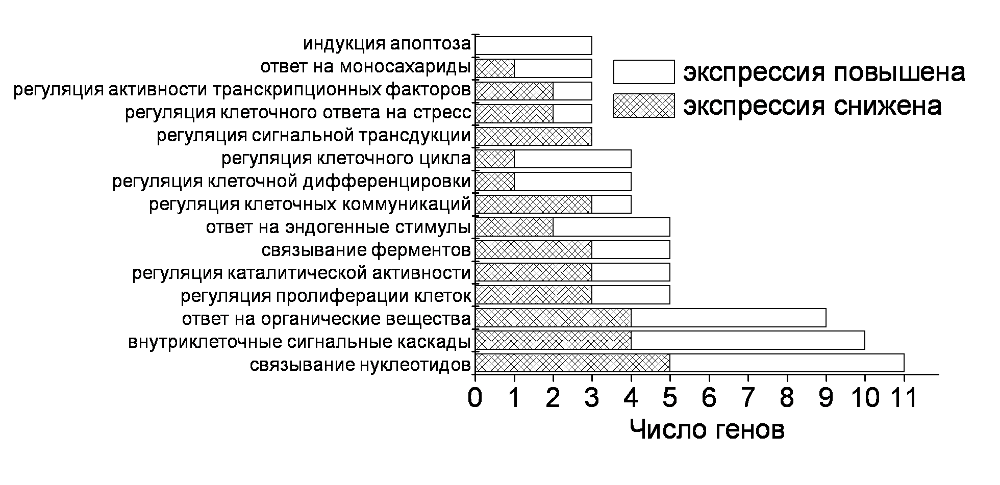 индукция апоптоза
ответ на моносахариды
регуляция активности транскрипционных факторов
регуляция клеточного ответа на стресс
регуляция сигнальной трансдукции
регуляция клеточного цикла
регуляция клеточной дифференцировки
регуляция клеточных коммуникаций
ответ на эндогенные стимулы
связывание ферментов
регуляция каталитической активности
регуляция пролиферации клеток
ответ на органические вещества
внутриклеточные сигнальные каскады
связывание нуклеотидов
экспрессия повышена
экспрессия снижена
0 1 2 3 4 5 6 7 8 9 10 11
Число генов